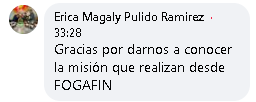 Erica Magaly Pulido Ramirez ·
33:28
Gracias por darnos a conocer
la misión que realizan desde
FOGAFIN